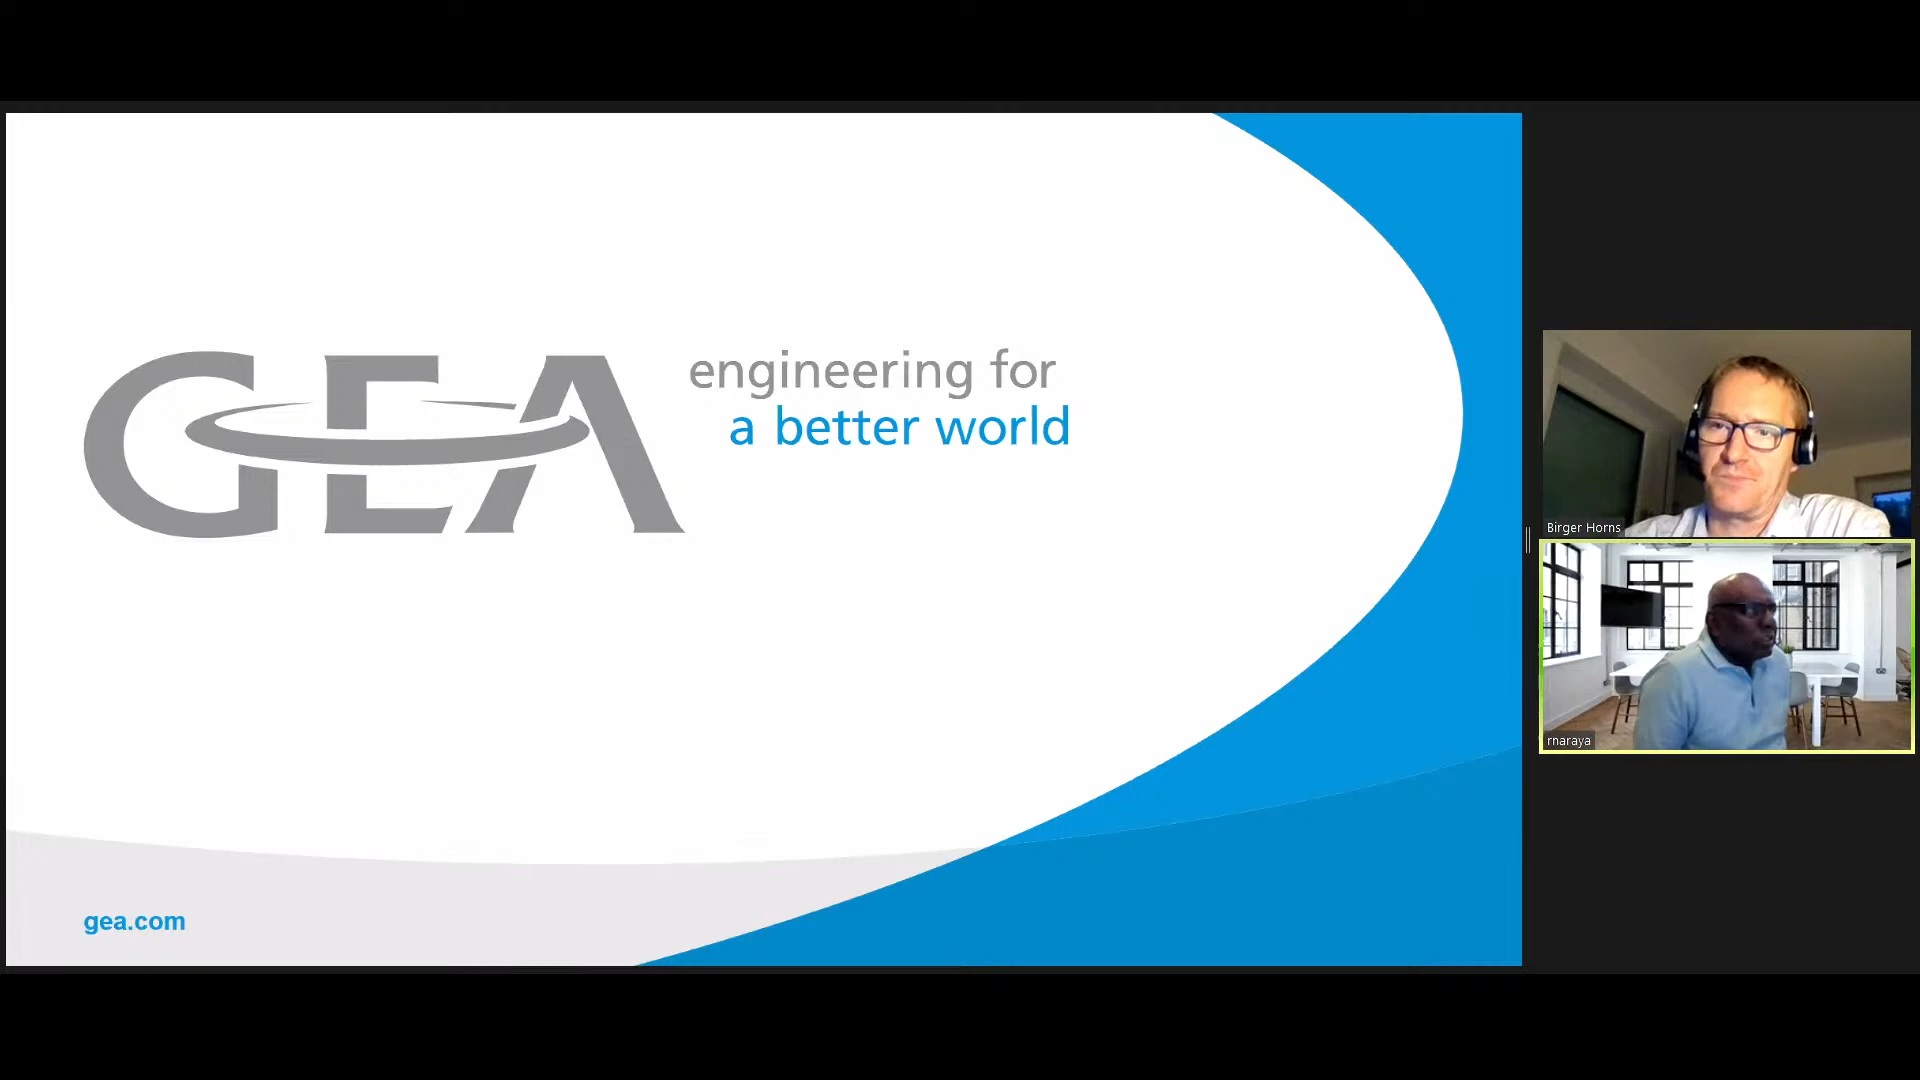 GEA
engineering for
a better world
gea.com
Birger Horns
rnaraya